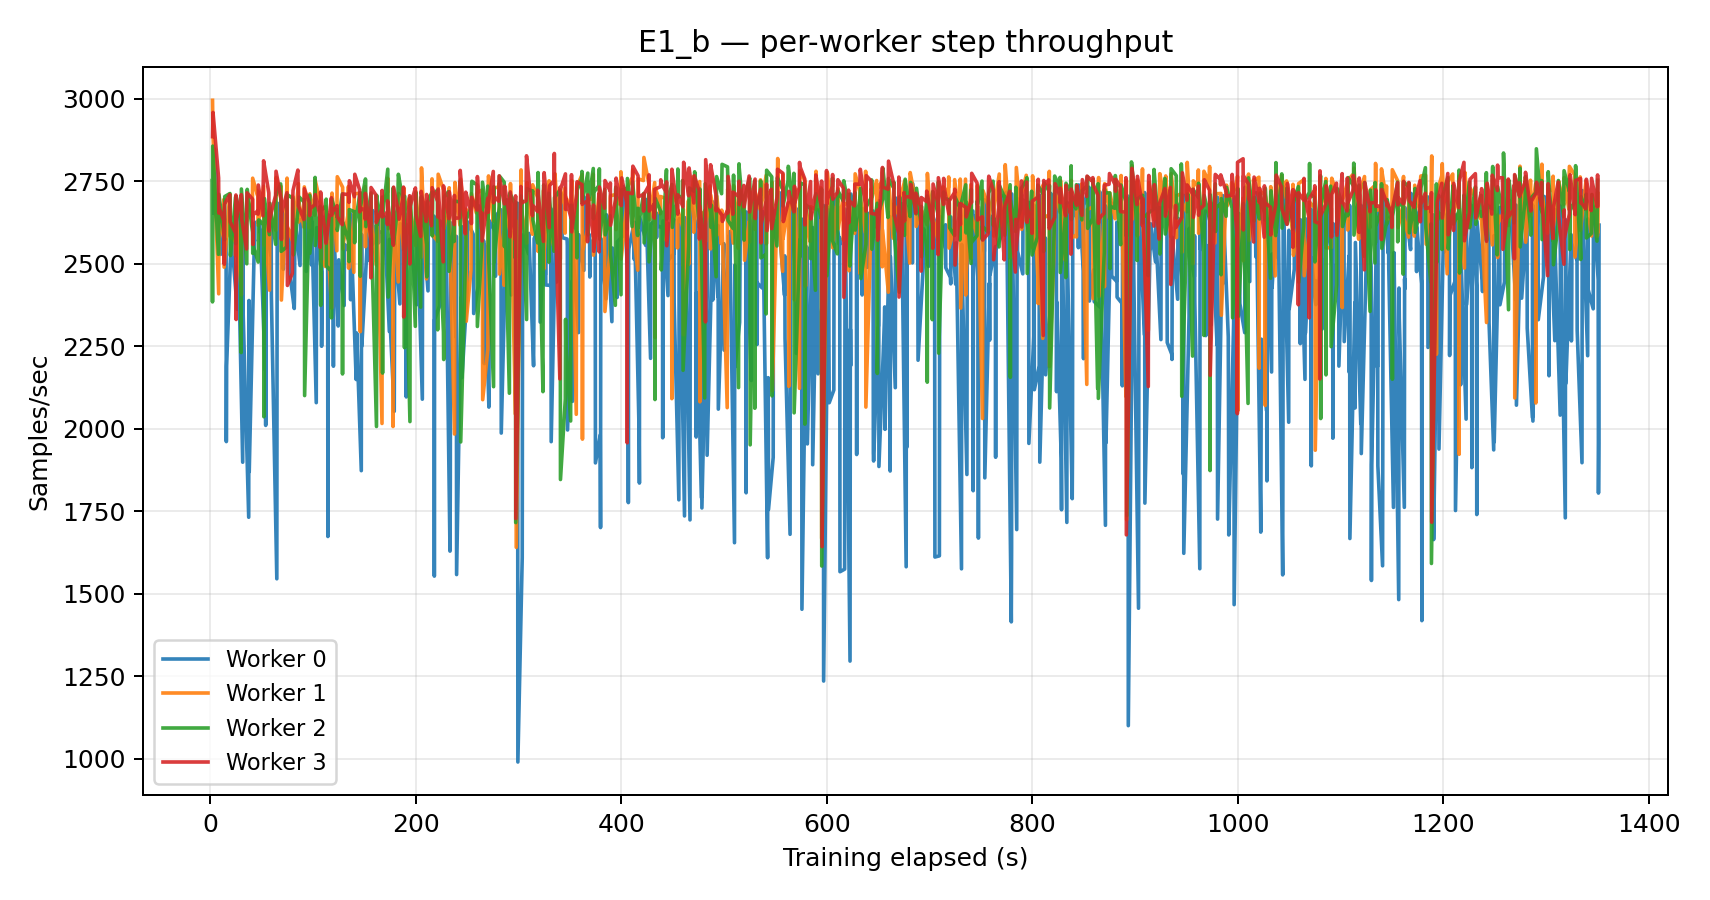 E1_b — per-worker step throughput
Samples/sec
3000
2750
2500
2250
2000
1750
1500
1250
1000
Worker 0
Worker 1
Worker 2
Worker 3
0 200 400 600 800 1000 1200 1400
Training elapsed (s)